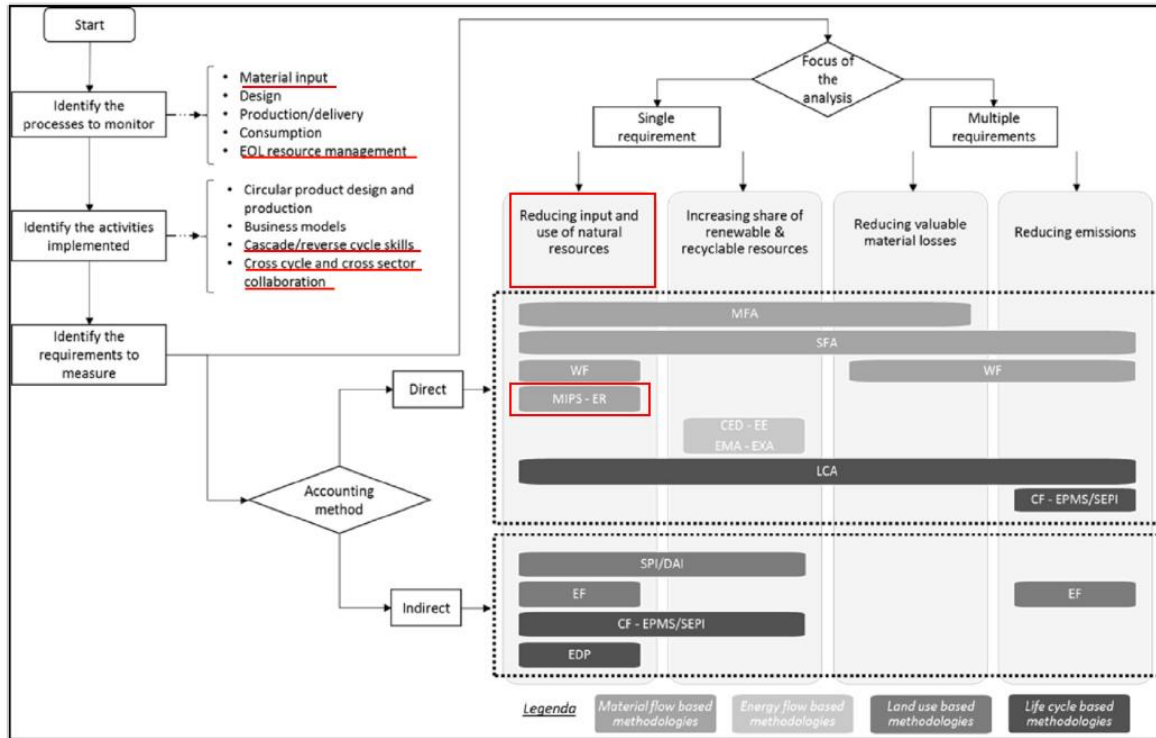 Start
Identify the
processes to monitor
• Material input
• Design
• Production/delivery
• Consumption
• EOL resource management
Identify the activities
implemented
• Circular product design and
production
• Business models
• Cascade/reverse cycle skills
• Cross cycle and cross sector
collaboration
Identify the
requirements to
measure
Accounting
method
Direct
Indirect
Focus of
the
analysis
Single
requirement
Multiple
requirements
Reducing input and
use of natural
resources
Increasing share of
renewable &
recyclable resources
Reducing valuable
material losses
Reducing emissions
MFA
SFA
WF
WF
MIPS - ER
CED - EE
EMA - EXA
LCA
CF - EPMS/SEPI
SPI/DAI
EF
EF
CF - EPMS/SEPI
EDP
Legenda
Material flow based
methodologies
Energy flow based
methodologies
Land use based
methodologies
Life cycle based
methodologies